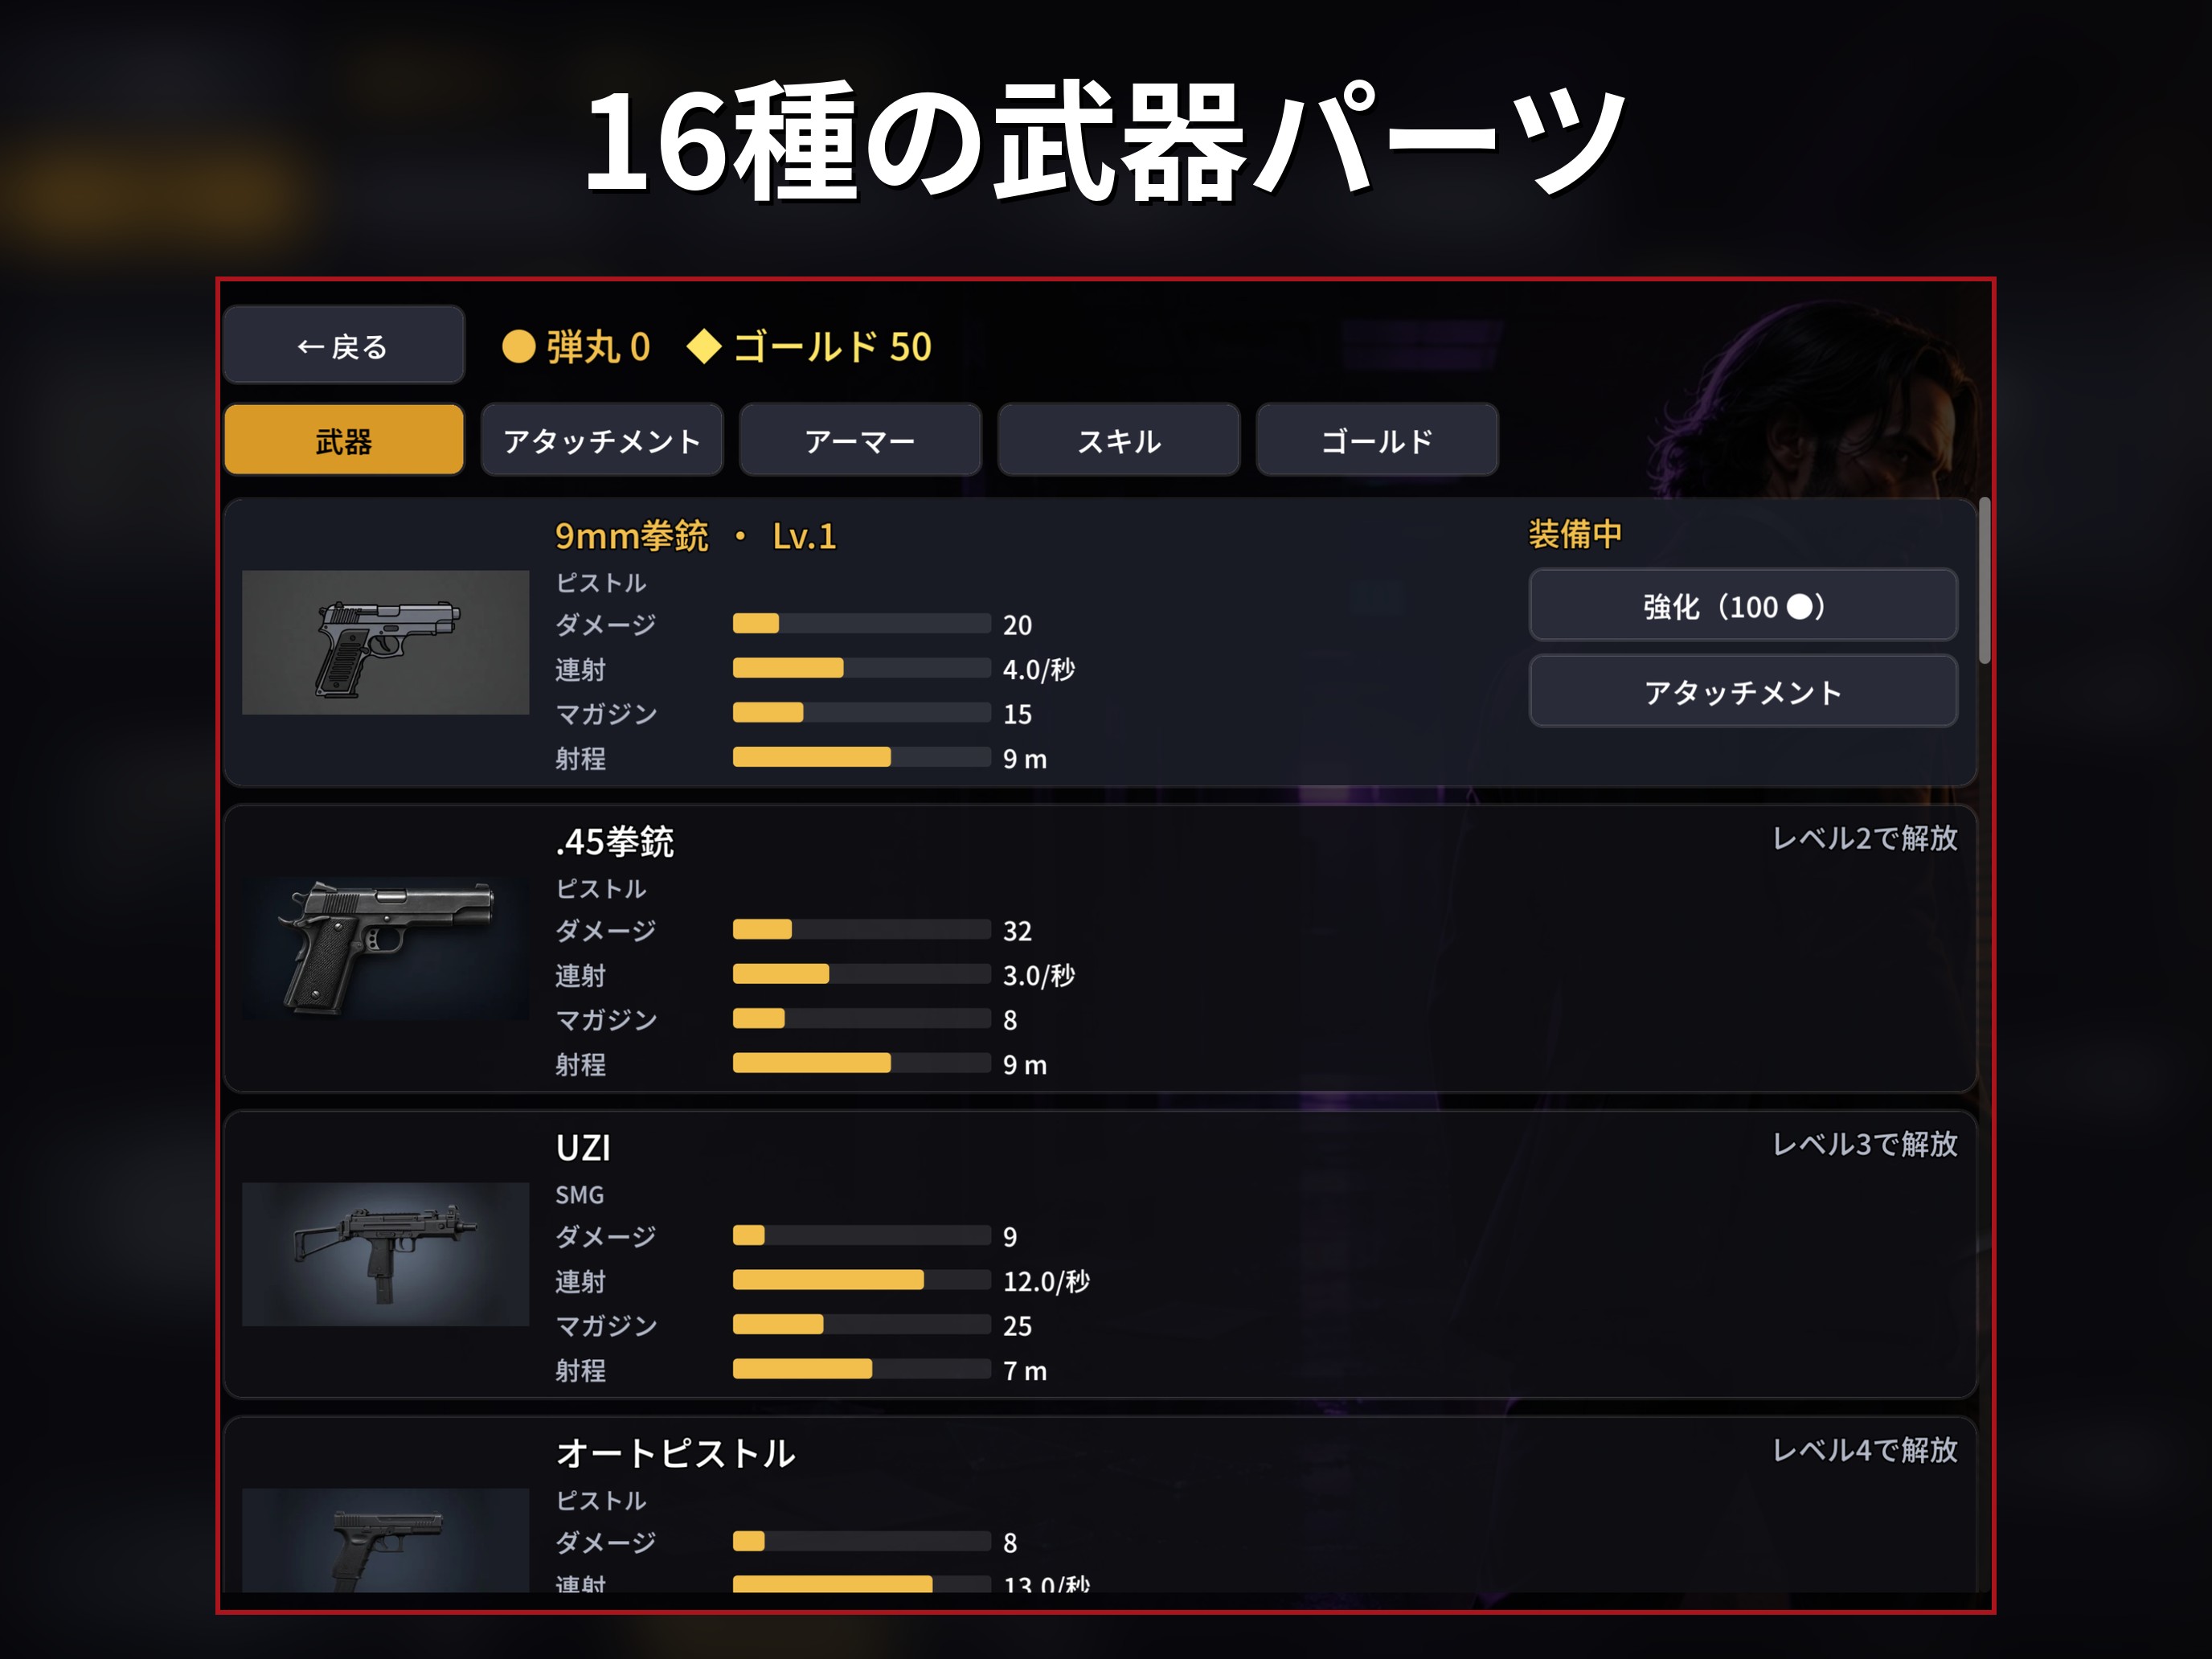 16種の武器パーツ
← 戻る
弾丸 0 ゴールド 50
武器 アタッチメント アーマー スキル ゴールド
9mm拳銃 ・ Lv.1
装備中
ピストル
強化（100 ●）
ダメージ 20
連射 4.0/秒
アタッチメント
マガジン 15
射程 9 m
.45拳銃
レベル2で解放
ピストル
ダメージ 32
連射 3.0/秒
マガジン 8
射程 9 m
UZI
レベル3で解放
SMG
ダメージ 9
連射 12.0/秒
マガジン 25
射程 7 m
オートピストル
レベル4で解放
ピストル
ダメージ 8
連射 13.0/秒